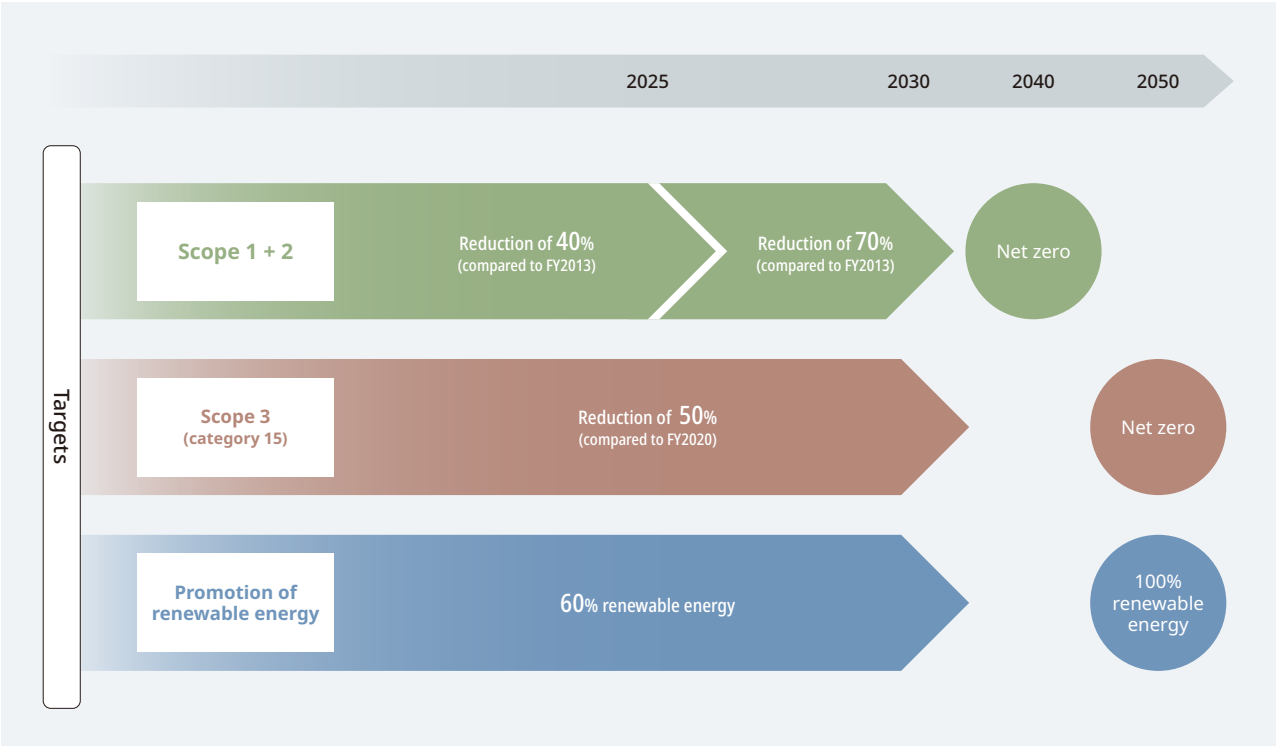 2025 2030 2040 2050
Targets
Scope 1 + 2
Reduction of 40%
(compared to FY2013)
Reduction of 70%
(compared to FY2013)
Net zero
Scope 3
(category 15)
Reduction of 50%
(compared to FY2020)
Net zero
Promotion of
renewable energy
60% renewable energy
100%
renewable
energy